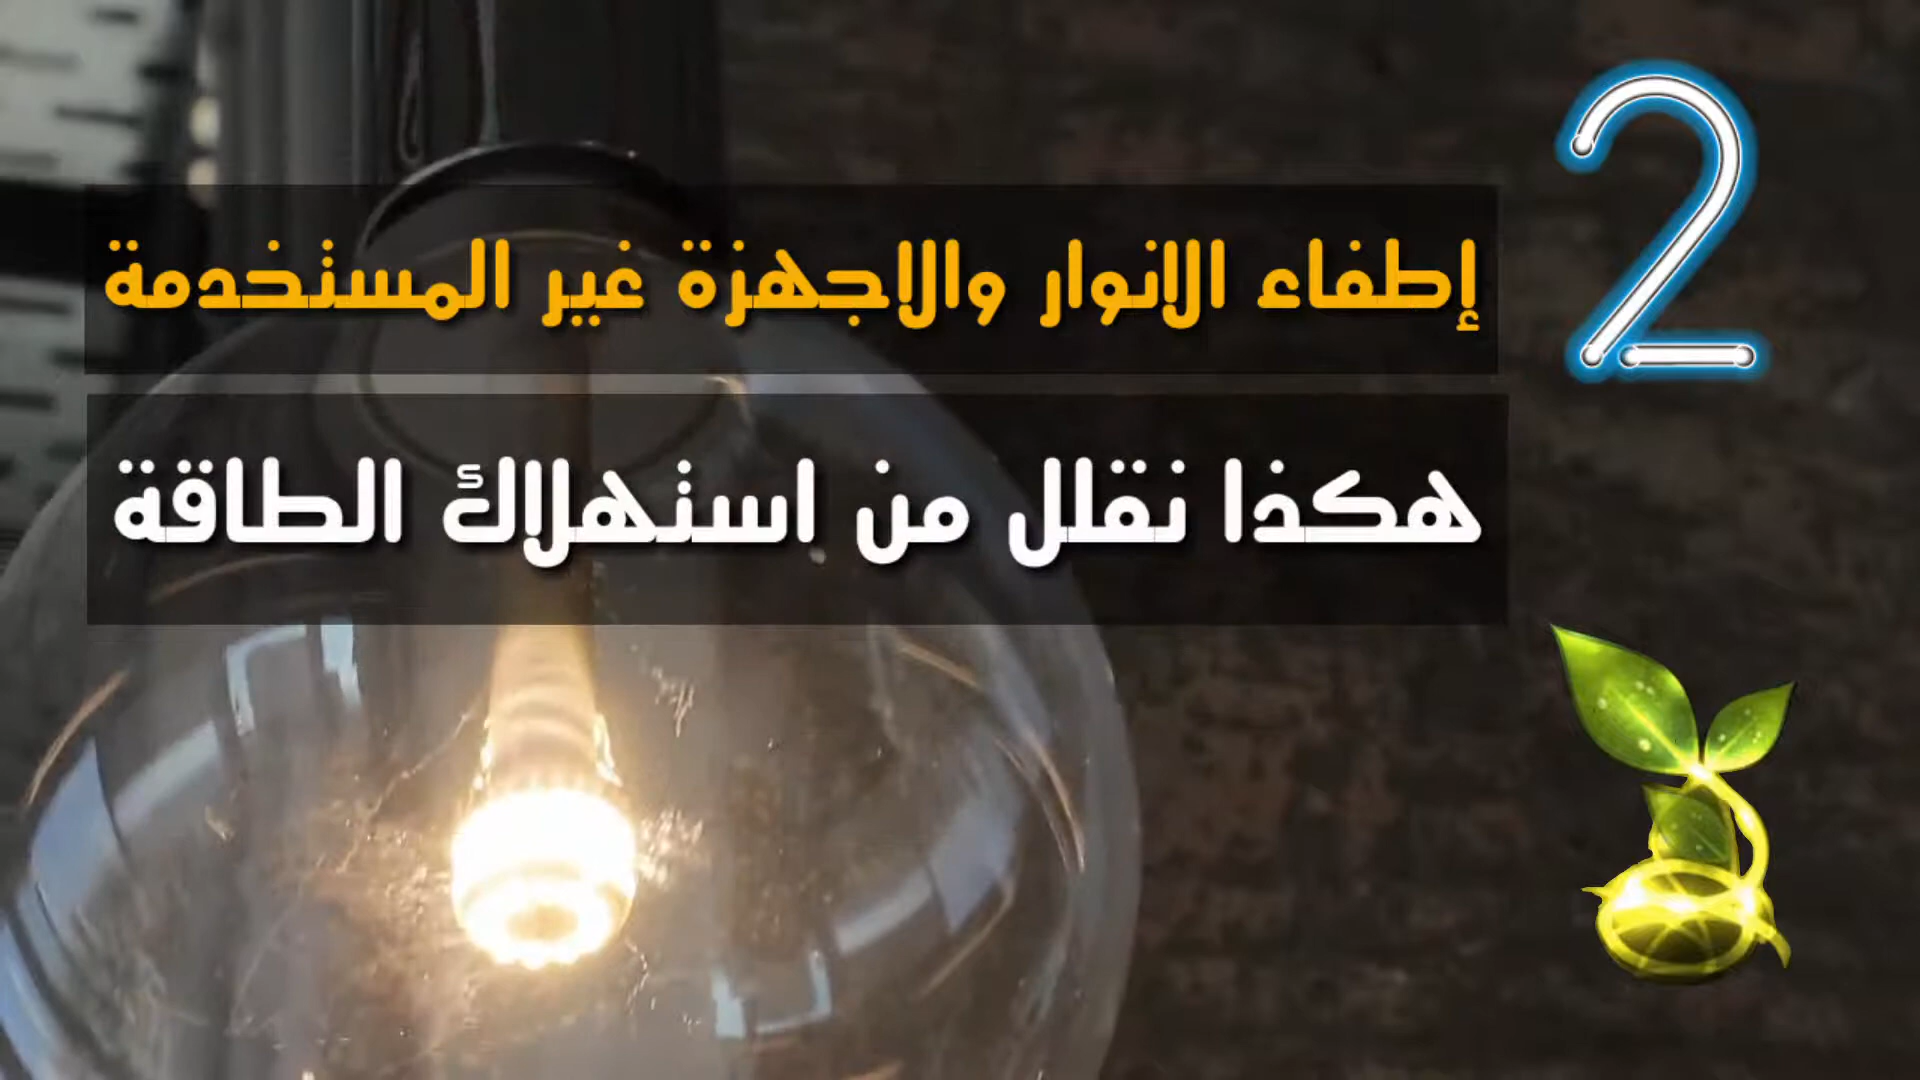 2
إطفاء الانوار والاجهزة غير المستخدمة
هكذا نقلل من استهلاك الطاقة